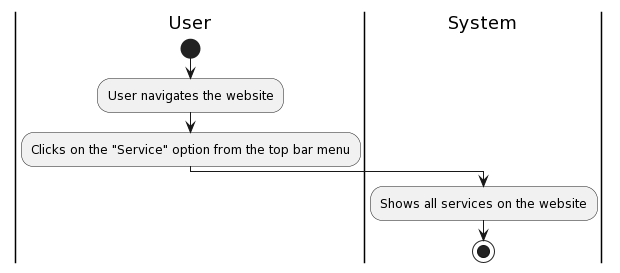 User
System
User navigates the website
Clicks on the "Service" option from the top bar menu
Shows all services on the website